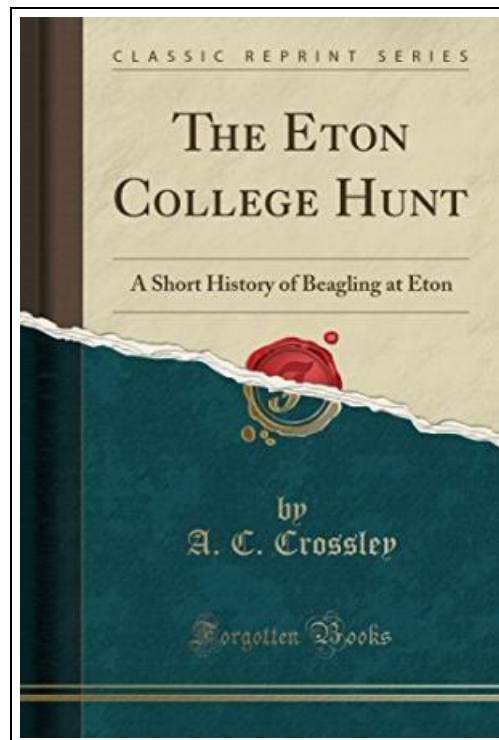 CLASSIC REPRINT SERIES
THE ETON
COLLEGE HUNT
A Short History of Beagling at Eton
by
A. C. Crossley
Forgotten Books